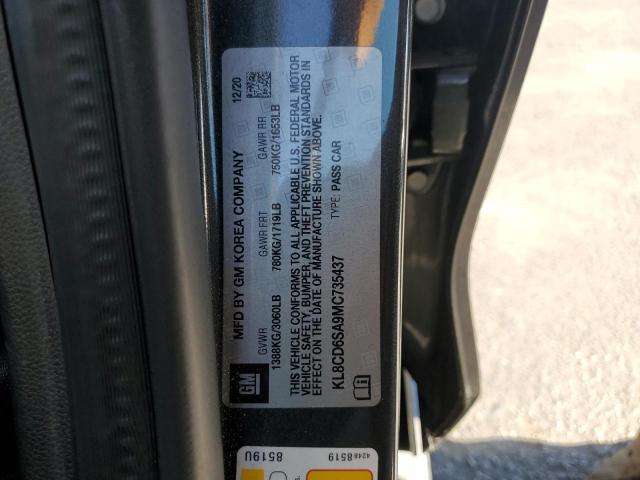 GM
MFD BY GM KOREA COMPANY 12/20
GVWR GAWR FRT GAWR RR
1388KG/3060LB 780KG/1719LB 750KG/1653LB
THIS VEHICLE CONFORMS TO ALL APPLICABLE U.S. FEDERAL MOTOR
VEHICLE SAFETY, BUMPER, AND THEFT PREVENTION STANDARDS IN
EFFECT ON THE DATE OF MANUFACTURE SHOWN ABOVE.
KL8CD6SA9MC735437 TYPE: PASS CAR
8519U
42488519